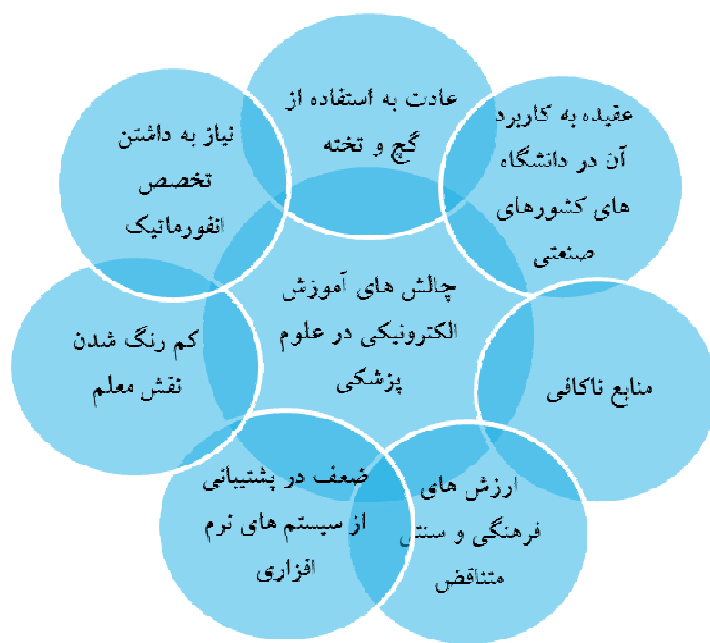 عادت به استفاده از
گچ و تخته
عقیده به کاربرد
آن در دانشگاه
های کشورهای
صنعتی
نیاز به داشتن
تخصص
انفورماتیک
چالش های آموزش
الکترونیکی در علوم
پزشکی
منابع ناکافی
کم رنگ شدن
نقش معلم
ارزش های
فرهنگی و سنتی
متناقض
ضعف در پشتیبانی
از سیستم های نرم
افزاری